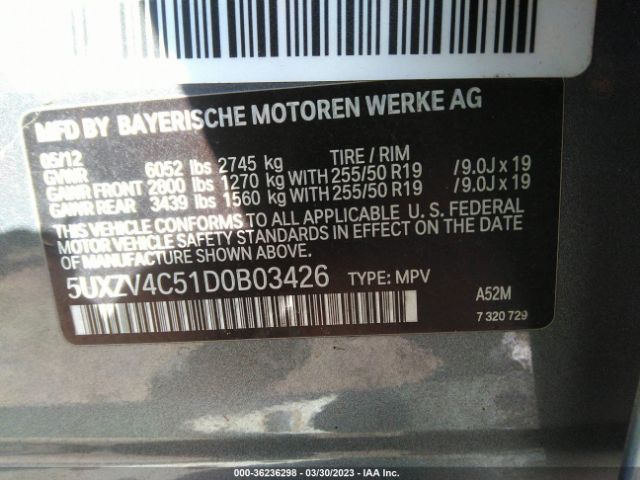 MFD BY BAYERISCHE MOTOREN WERKE AG
05/12
GVWR 6052 lbs 2745 kg TIRE / RIM
GAWR FRONT 2800 lbs 1270 kg WITH 255/50 R19 /9.0J x 19
GAWR REAR 3439 lbs 1560 kg WITH 255/50 R19 /9.0J x 19
THIS VEHICLE CONFORMS TO ALL APPLICABLE U. S. FEDERAL
MOTOR VEHICLE SAFETY STANDARDS IN EFFECT ON THE
DATE OF MANUFACTURE SHOWN ABOVE.
5UXZV4C51D0B03426 TYPE: MPV
A52M
7 320 729
000-36236298 — 03/30/2023 — IAA Inc.